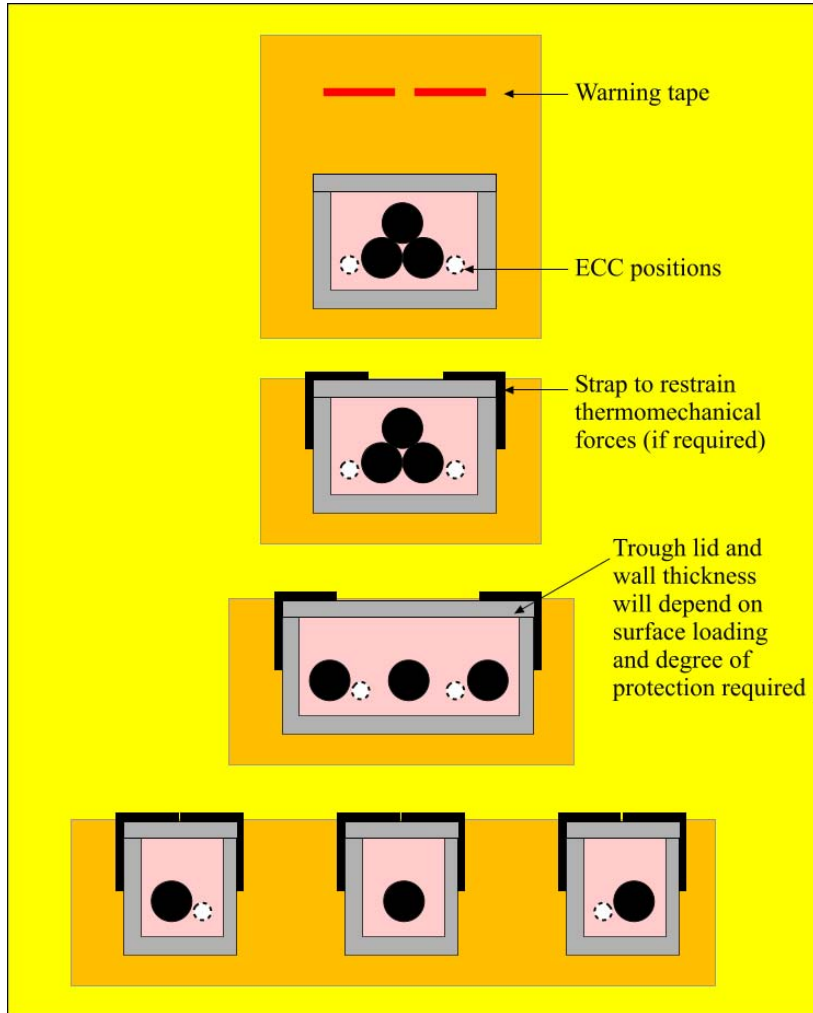 Warning tape
ECC positions
Strap to restrain
thermomechanical
forces (if required)
Trough lid and
wall thickness
will depend on
surface loading
and degree of
protection required